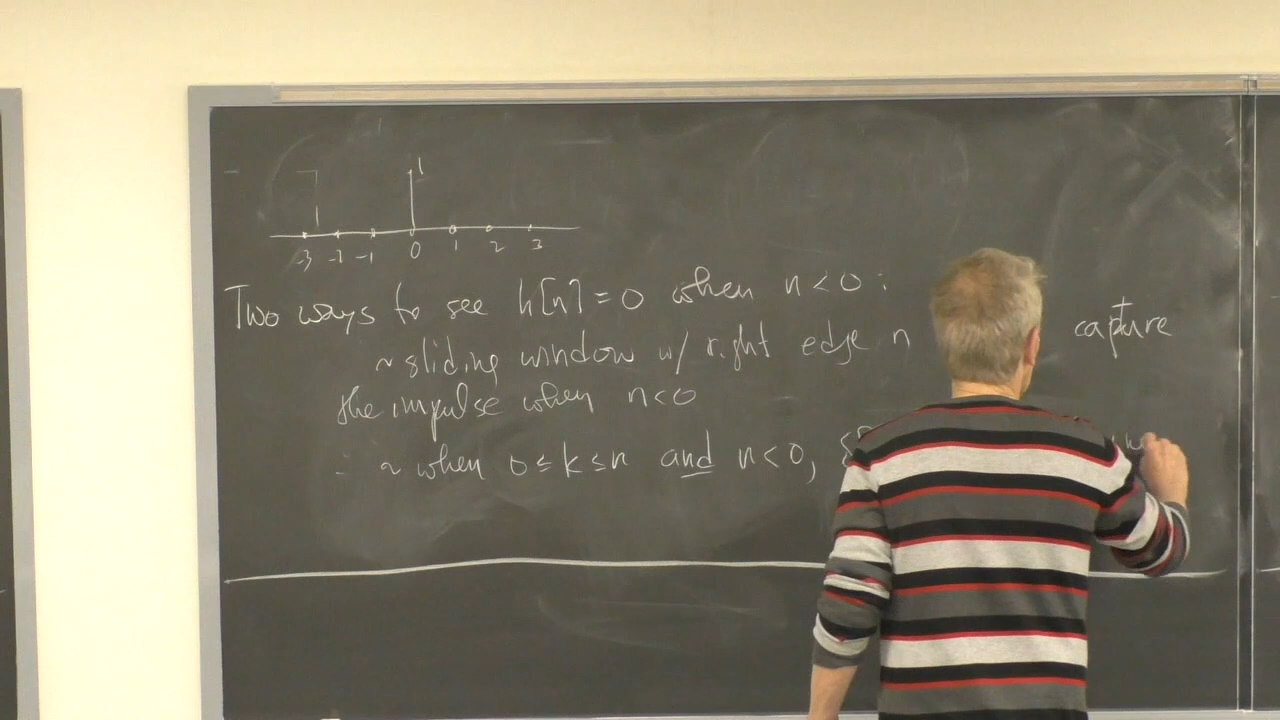 1
-3 -2 -1 0 1 2 3
Two ways to see h[n] = 0 when n < 0 :
~ sliding window w/ right edge n capture
the impulse when n<0
~ when 0 ≤ k ≤ n and n < 0,